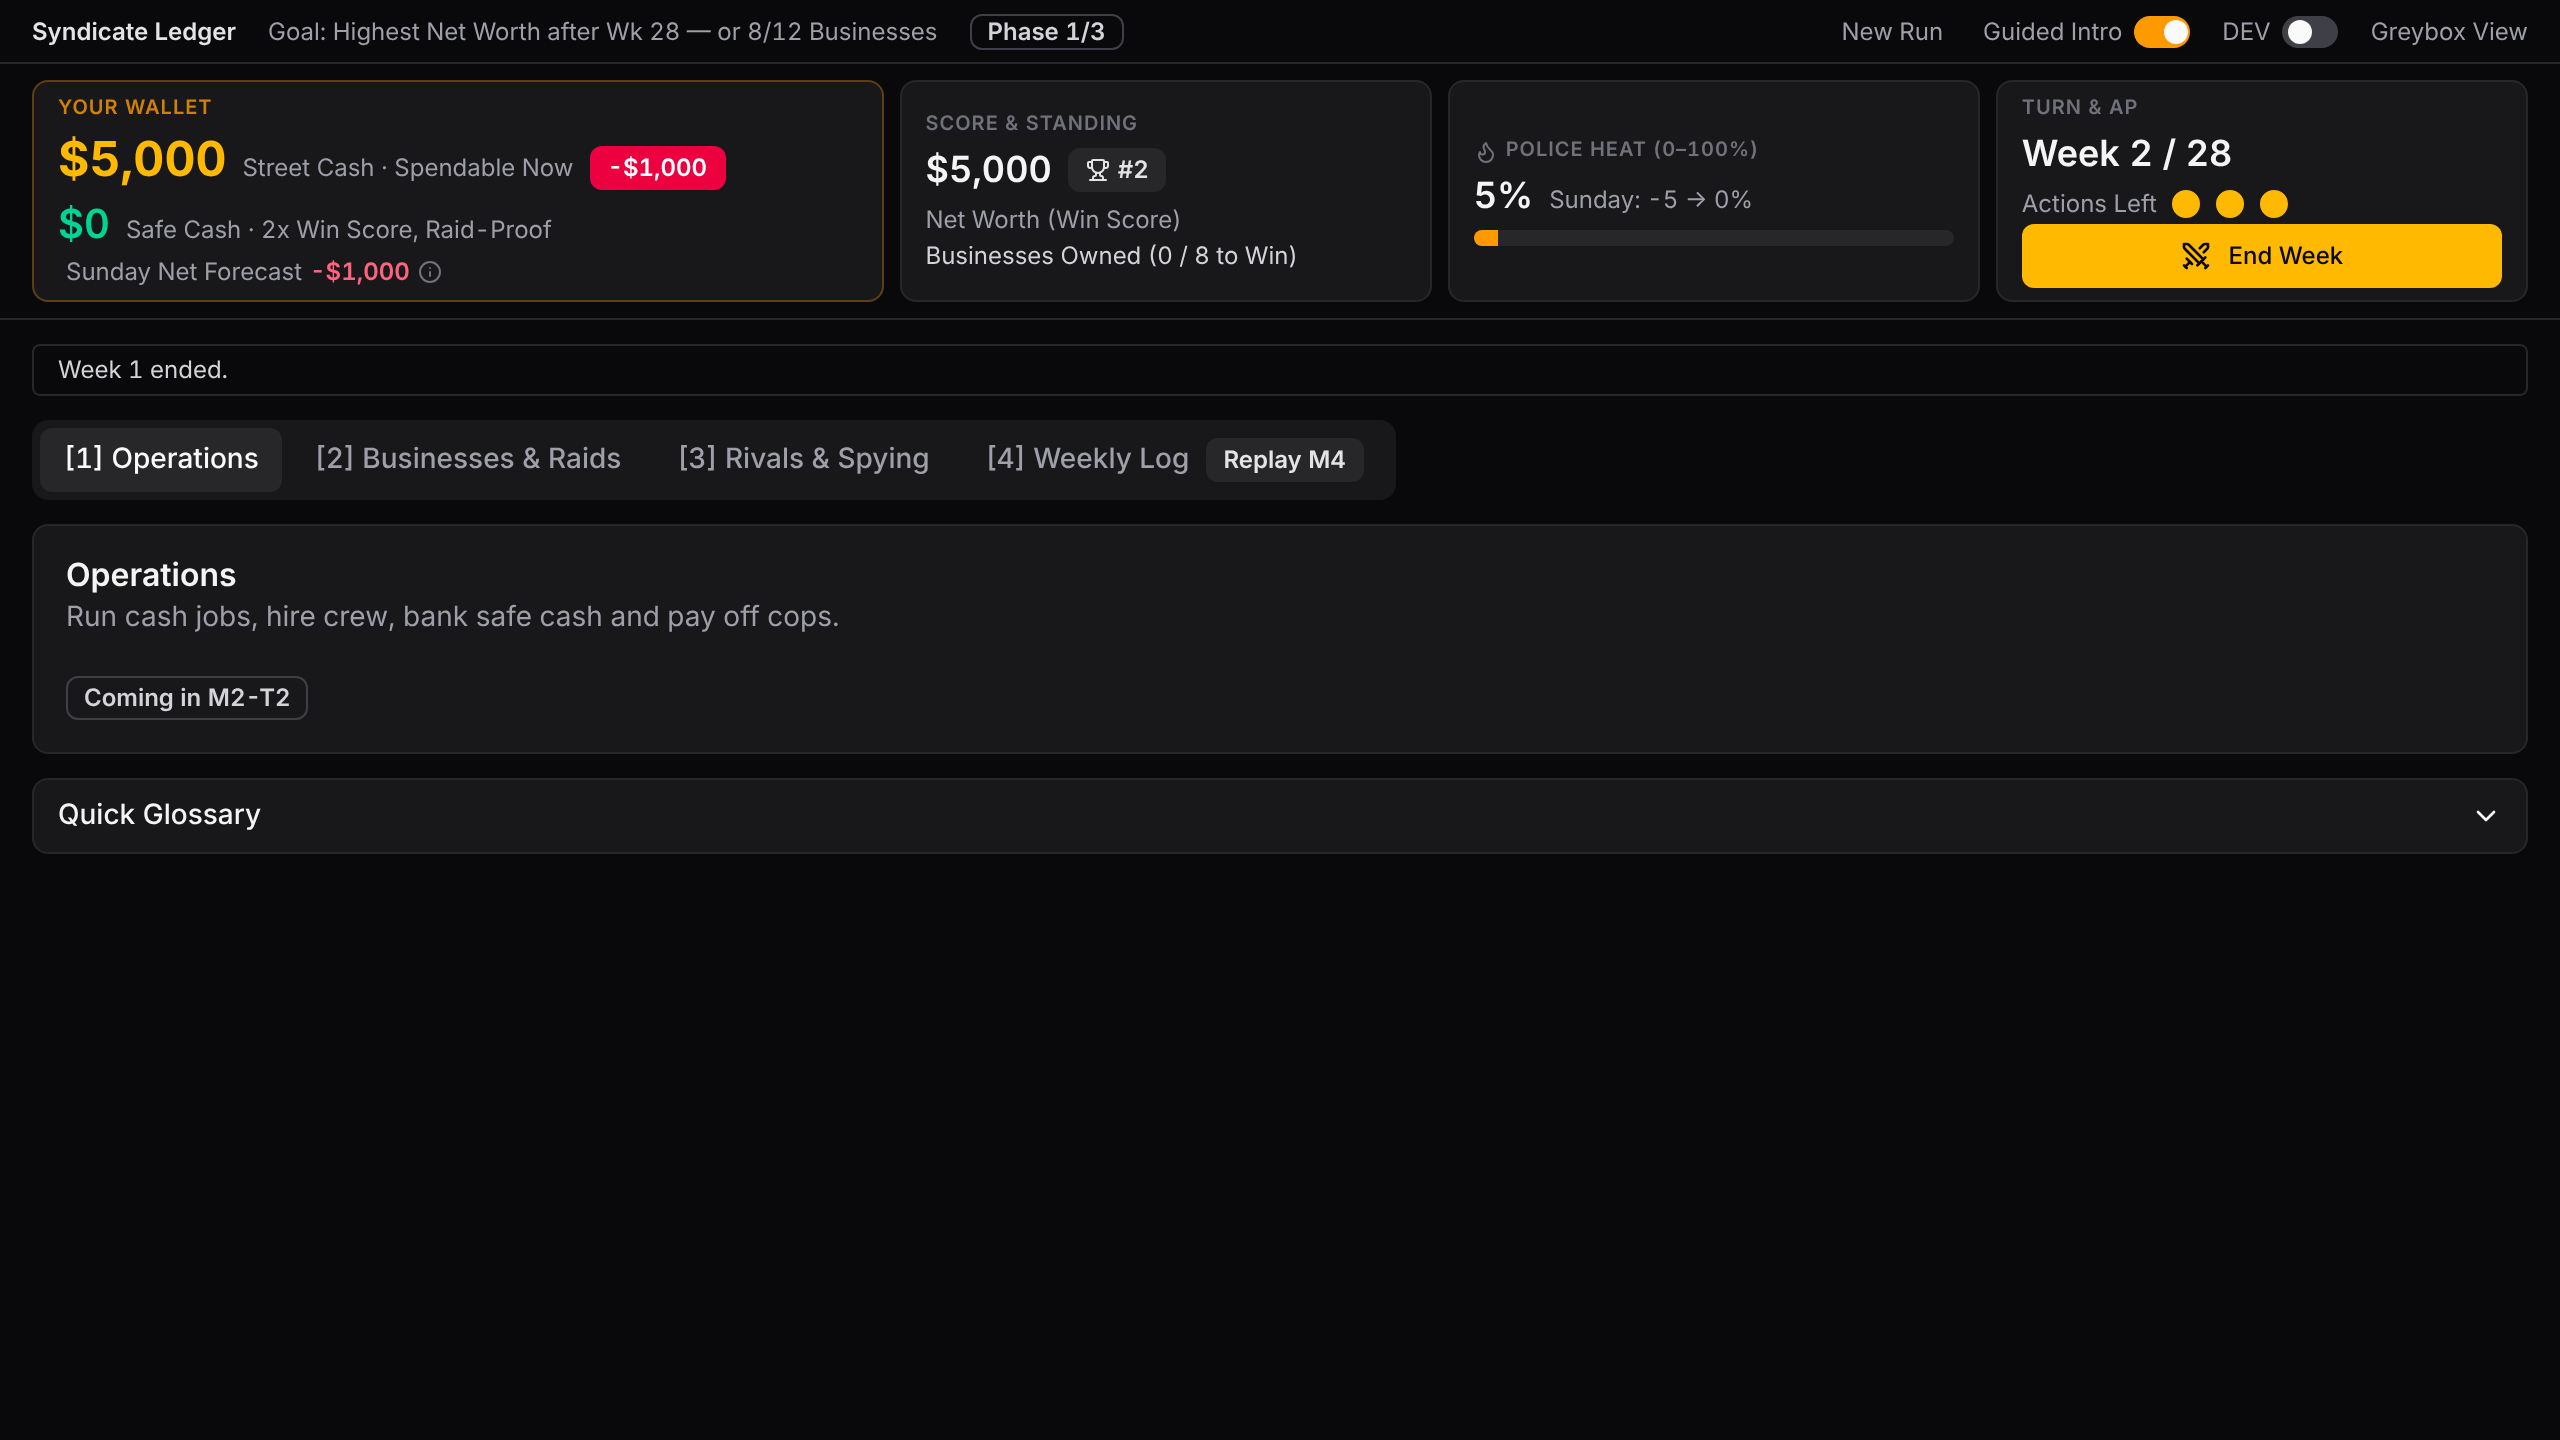 Syndicate Ledger Goal: Highest Net Worth after Wk 28 — or 8/12 Businesses Phase 1/3 New Run Guided Intro DEV Greybox View
YOUR WALLET
$5,000 Street Cash · Spendable Now -$1,000
$0 Safe Cash · 2x Win Score, Raid-Proof
Sunday Net Forecast -$1,000
SCORE & STANDING
$5,000 #2
Net Worth (Win Score)
Businesses Owned (0 / 8 to Win)
POLICE HEAT (0–100%)
5% Sunday: -5 → 0%
TURN & AP
Week 2 / 28
Actions Left
End Week
Week 1 ended.
[1] Operations [2] Businesses & Raids [3] Rivals & Spying [4] Weekly Log Replay M4
Operations
Run cash jobs, hire crew, bank safe cash and pay off cops.
Coming in M2-T2
Quick Glossary